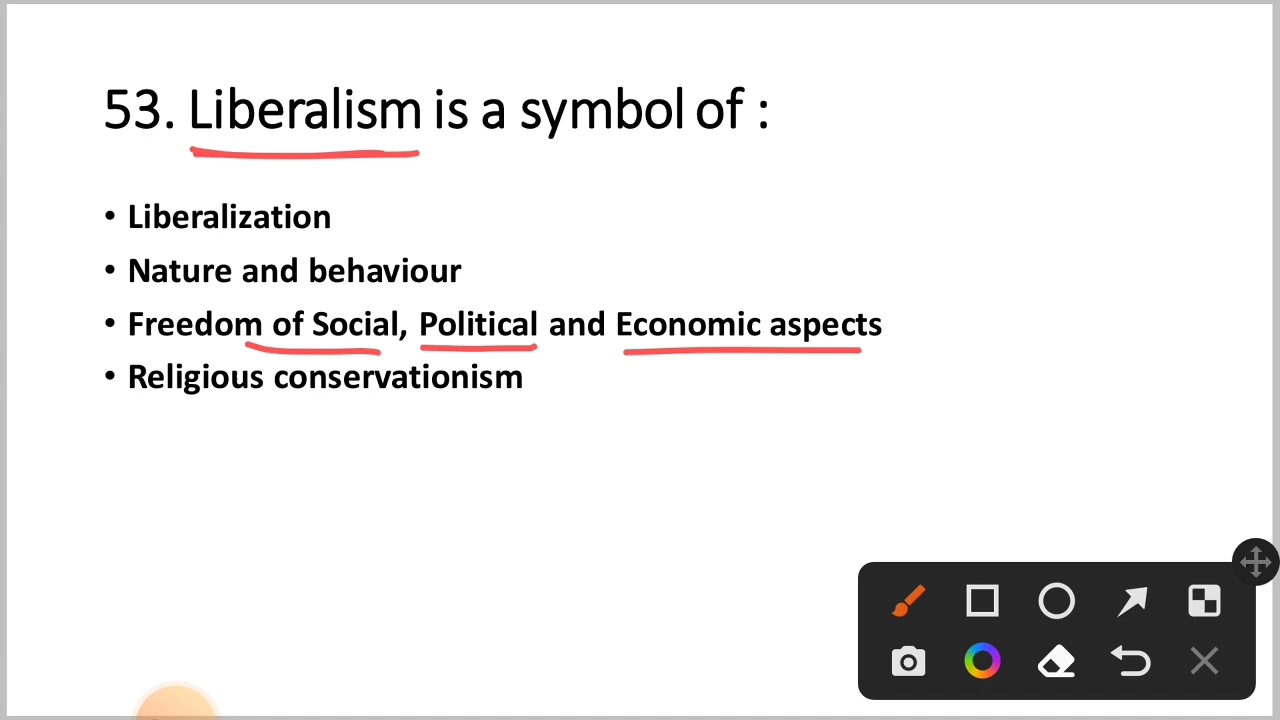 53. Liberalism is a symbol of :
• Liberalization
• Nature and behaviour
• Freedom of Social, Political and Economic aspects
• Religious conservationism